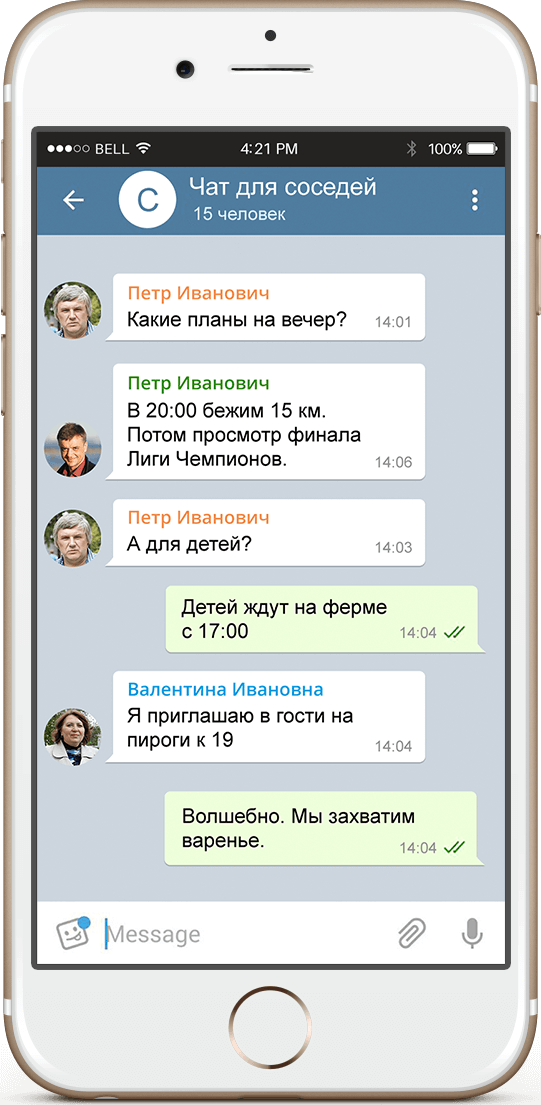 BELL 4:21 PM 100%
C Чат для соседей
15 человек
Петр Иванович
Какие планы на вечер? 14:01
Петр Иванович
В 20:00 бежим 15 км.
Потом просмотр финала
Лиги Чемпионов. 14:06
Петр Иванович
А для детей? 14:03
Детей ждут на ферме
с 17:00 14:04
Валентина Ивановна
Я приглашаю в гости на
пироги к 19 14:04
Волшебно. Мы захватим
варенье. 14:04
Message